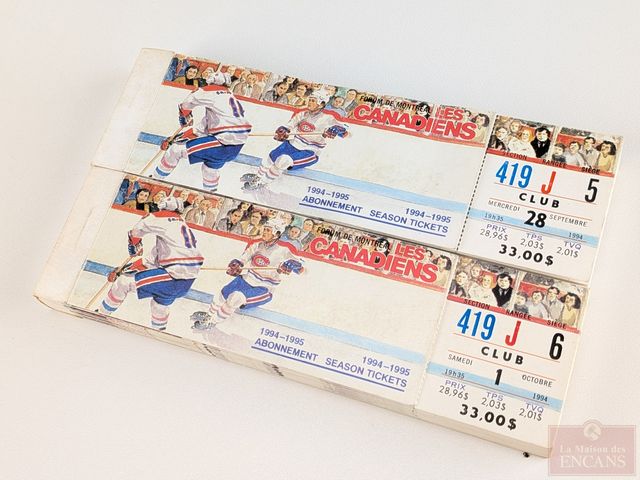 FORUM DE MONTRÉAL
LES
CANADIENS
1994-1995 1994-1995
ABONNEMENT SEASON TICKETS
SECTION RANGÉE SIÈGE
419 J 5
CLUB
MERCREDI 28 SEPTEMBRE
19h35 1994
PRIX TPS TVQ
28,96$ 2,03$ 2,01$
33,00$
FORUM DE MONTRÉAL
LES
CANADIENS
1994-1995 1994-1995
ABONNEMENT SEASON TICKETS
SECTION RANGÉE SIÈGE
419 J 6
CLUB
SAMEDI 1 OCTOBRE
19h35 1994
PRIX TPS TVQ
28,96$ 2,03$ 2,01$
33,00$
La Maison des
ENCANS